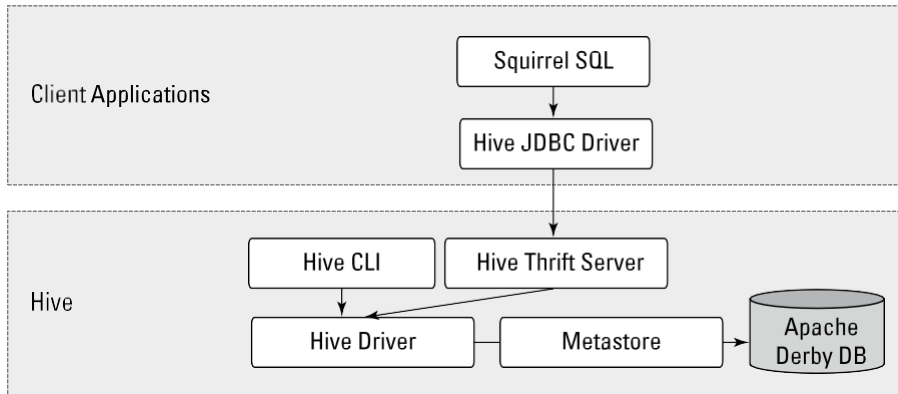 Squirrel SQL
Client Applications
Hive JDBC Driver
Hive CLI
Hive Thrift Server
Hive
Hive Driver
Metastore
Apache
Derby DB